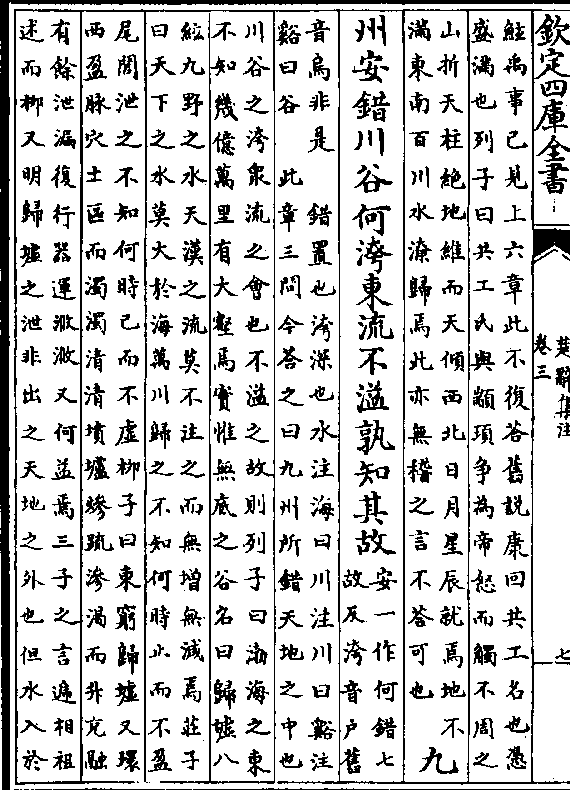 欽定四庫全書
楚辭集注
卷三
七
鮌禹事已見上六章此不復答舊説康回共工名也憑
盛滿也列子曰共工氏與顓頊争為帝怒而觸不周之
山折天柱絶地維而天傾西北日月星辰就焉地不
滿東南百川水潦歸焉此亦無稽之言不答可也
九
州安錯川谷何洿東流不溢孰知其故
安一作何錯七
故反洿音户舊
音烏非是　錯置也洿深也水注海曰川注川曰谿注
谿曰谷　此章三問今答之曰九州所錯天地之中也
川谷之洿衆流之會也不溢之故則列子曰渤海之東
不知幾億萬里有大壑焉實惟無底之谷名曰歸墟八
紘九野之水天漢之流莫不注之而無增無減焉莊子
曰天下之水莫大於海萬川歸之不知何時止而不盈
尾閭泄之不知何時已而不虚柳子曰東窮歸墟又環
西盈脉穴土區而濁濁清清墳壚燥疏滲渴而升充融
有餘泄漏復行器運浟浟又何益焉三子之言遞相祖
述而柳又明歸墟之泄非出之天地之外也但水入於